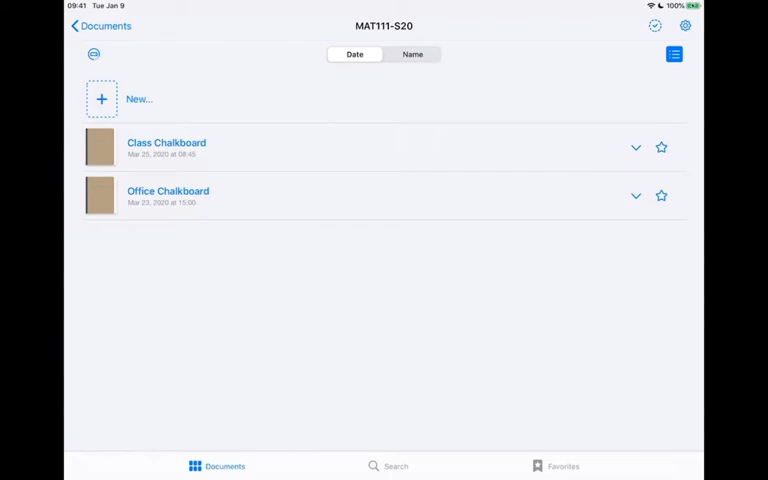 09:41 Tue Jan 9 100%
Documents MAT111-S20
Date Name
New...
Class Chalkboard
Mar 25, 2020 at 08:45
Office Chalkboard
Mar 23, 2020 at 15:00
Documents Search Favorites